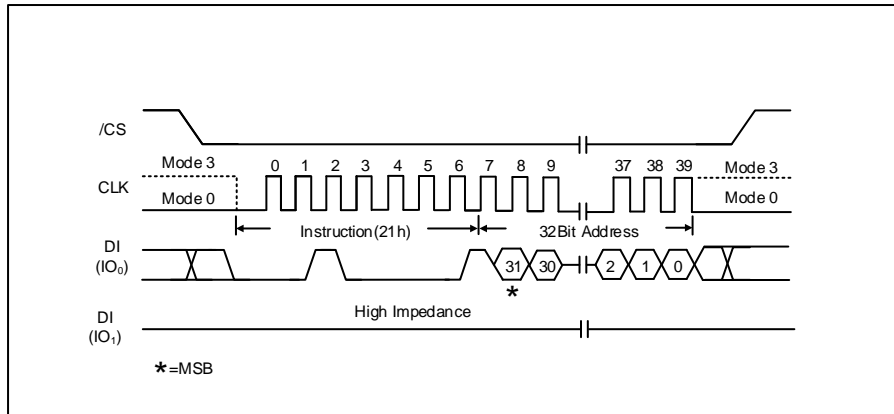 /CS
Mode 3 0 1 2 3 4 5 6 7 8 9 37 38 39 Mode 3
CLK
Mode 0 Mode 0
Instruction(21h) 32Bit Address
DI
(IO0) 31 30 2 1 0
*
High Impedance
DI
(IO1)
*=MSB